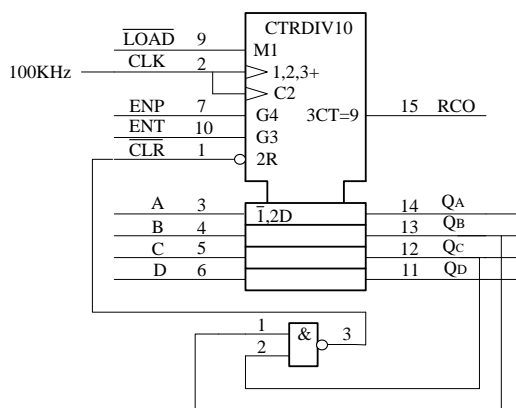 CTRDIV10
LOAD 9 M1
100KHz CLK 2 1,2,3+
C2
ENP 7 G4 3CT=9 15 RCO
ENT 10 G3
CLR 1 2R
A 3 1,2D 14 QA
B 4 13 QB
C 5 12 QC
D 6 11 QD
1 & 3
2